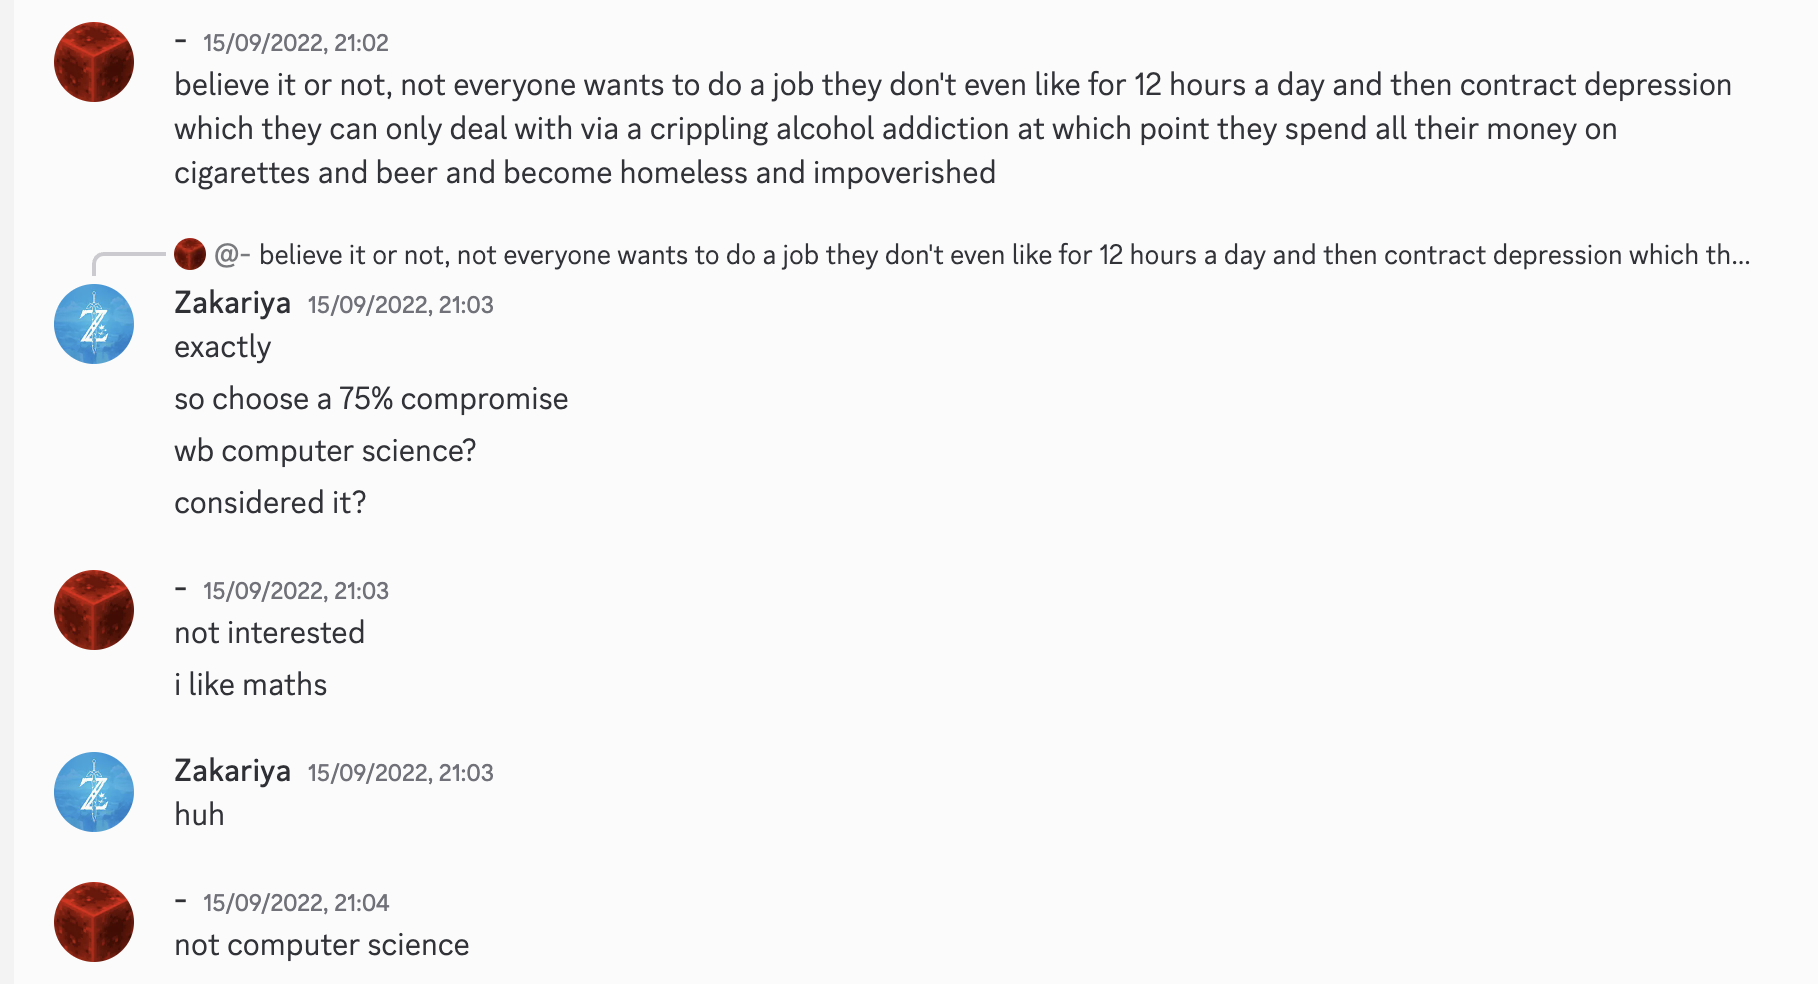 - 15/09/2022, 21:02
believe it or not, not everyone wants to do a job they don't even like for 12 hours a day and then contract depression
which they can only deal with via a crippling alcohol addiction at which point they spend all their money on
cigarettes and beer and become homeless and impoverished
@- believe it or not, not everyone wants to do a job they don't even like for 12 hours a day and then contract depression which th...
Zakariya 15/09/2022, 21:03
exactly
so choose a 75% compromise
wb computer science?
considered it?
- 15/09/2022, 21:03
not interested
i like maths
Zakariya 15/09/2022, 21:03
huh
- 15/09/2022, 21:04
not computer science